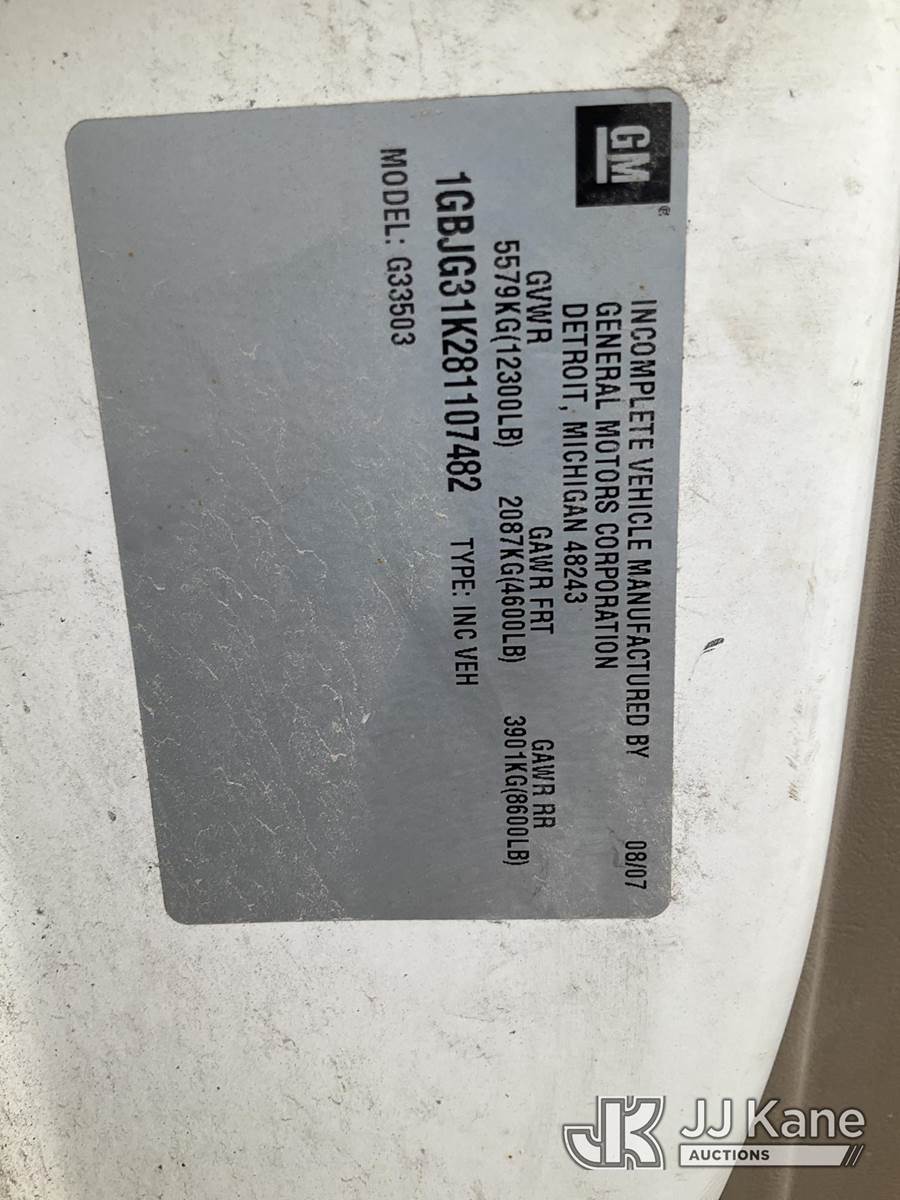 GM®
INCOMPLETE VEHICLE MANUFACTURED BY 08/07
GENERAL MOTORS CORPORATION
DETROIT, MICHIGAN 48243
GVWR GAWR FRT GAWR RR
5579KG(12300LB) 2087KG(4600LB) 3901KG(8600LB)
1GBJG31K281107482 TYPE: INC VEH
MODEL: G33503
JK JJ Kane
AUCTIONS